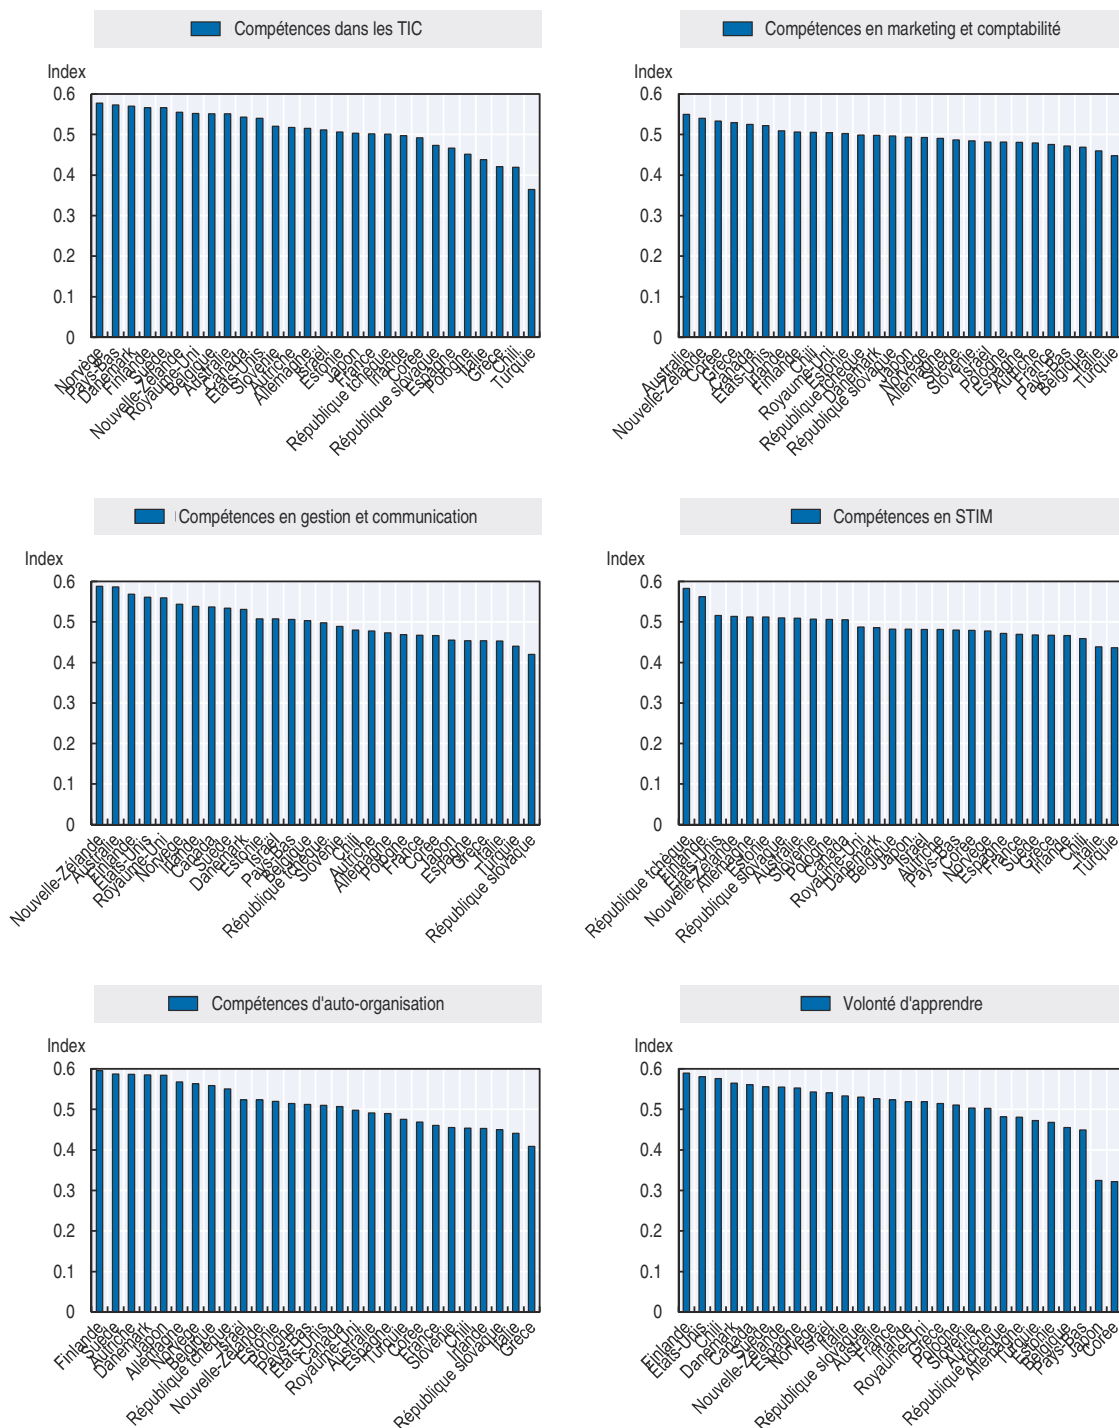 Compétences dans les TIC
Index
0.6
0.5
0.4
0.3
0.2
0.1
0
Norvège
Pays-Bas
Danemark
Finlande
Suède
Nouvelle-Zélande
Royaume-Uni
Belgique
Australie
Canada
États-Unis
Slovénie
Autriche
Allemagne
Israël
Estonie
Japon
France
République tchèque
Irlande
Corée
République slovaque
Espagne
Pologne
Italie
Grèce
Chili
Turquie
Compétences en marketing et comptabilité
Index
0.6
0.5
0.4
0.3
0.2
0.1
0
Australie
Nouvelle-Zélande
Corée
Grèce
Canada
États-Unis
Irlande
Finlande
Chili
Royaume-Uni
Estonie
République tchèque
Danemark
République slovaque
Japon
Norvège
Allemagne
Suède
Slovénie
Israël
Pologne
Espagne
Autriche
France
Pays-Bas
Belgique
Italie
Turquie
Compétences en gestion et communication
Index
0.6
0.5
0.4
0.3
0.2
0.1
0
Nouvelle-Zélande
Australie
Finlande
États-Unis
Royaume-Uni
Norvège
Irlande
Canada
Suède
Danemark
Estonie
Israël
Pays-Bas
Belgique
République tchèque
Slovénie
Chili
Autriche
Allemagne
Pologne
France
Corée
Japon
Espagne
Grèce
Italie
Turquie
République slovaque
Compétences en STIM
Index
0.6
0.5
0.4
0.3
0.2
0.1
0
République tchèque
Finlande
États-Unis
Nouvelle-Zélande
Allemagne
Estonie
République slovaque
Australie
Slovénie
Pologne
Canada
Royaume-Uni
Danemark
Belgique
Japon
Israël
Autriche
Pays-Bas
Corée
Norvège
Espagne
France
Suède
Grèce
Irlande
Chili
Italie
Turquie
Compétences d'auto-organisation
Index
0.6
0.5
0.4
0.3
0.2
0.1
0
Finlande
Suède
Autriche
Danemark
Japon
Allemagne
Norvège
Belgique
République tchèque
Israël
Nouvelle-Zélande
Estonie
Pologne
Pays-Bas
États-Unis
Canada
Royaume-Uni
Australie
Espagne
Turquie
Corée
France
Slovénie
Chili
Irlande
République slovaque
Italie
Grèce
Volonté d'apprendre
Index
0.6
0.5
0.4
0.3
0.2
0.1
0
Finlande
États-Unis
Chili
Danemark
Canada
Suède
Nouvelle-Zélande
Espagne
Norvège
Israël
Italie
République slovaque
Australie
France
Irlande
Royaume-Uni
Grèce
Pologne
Slovénie
Autriche
République tchèque
Allemagne
Turquie
Estonie
Belgique
Pays-Bas
Japon
Corée